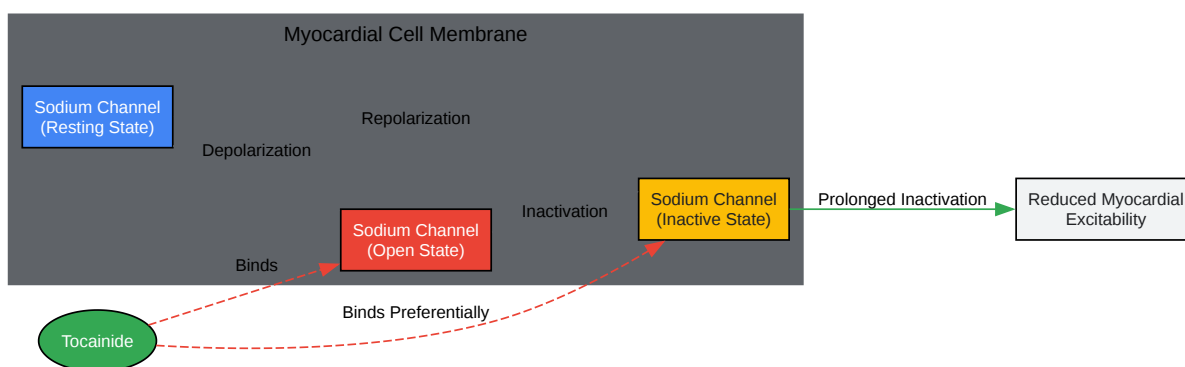 Myocardial Cell Membrane
Sodium Channel
(Resting State)
Repolarization
Depolarization
Sodium Channel
(Open State)
Inactivation
Sodium Channel
(Inactive State)
Prolonged Inactivation
Reduced Myocardial
Excitability
Binds
Binds Preferentially
Tocainide